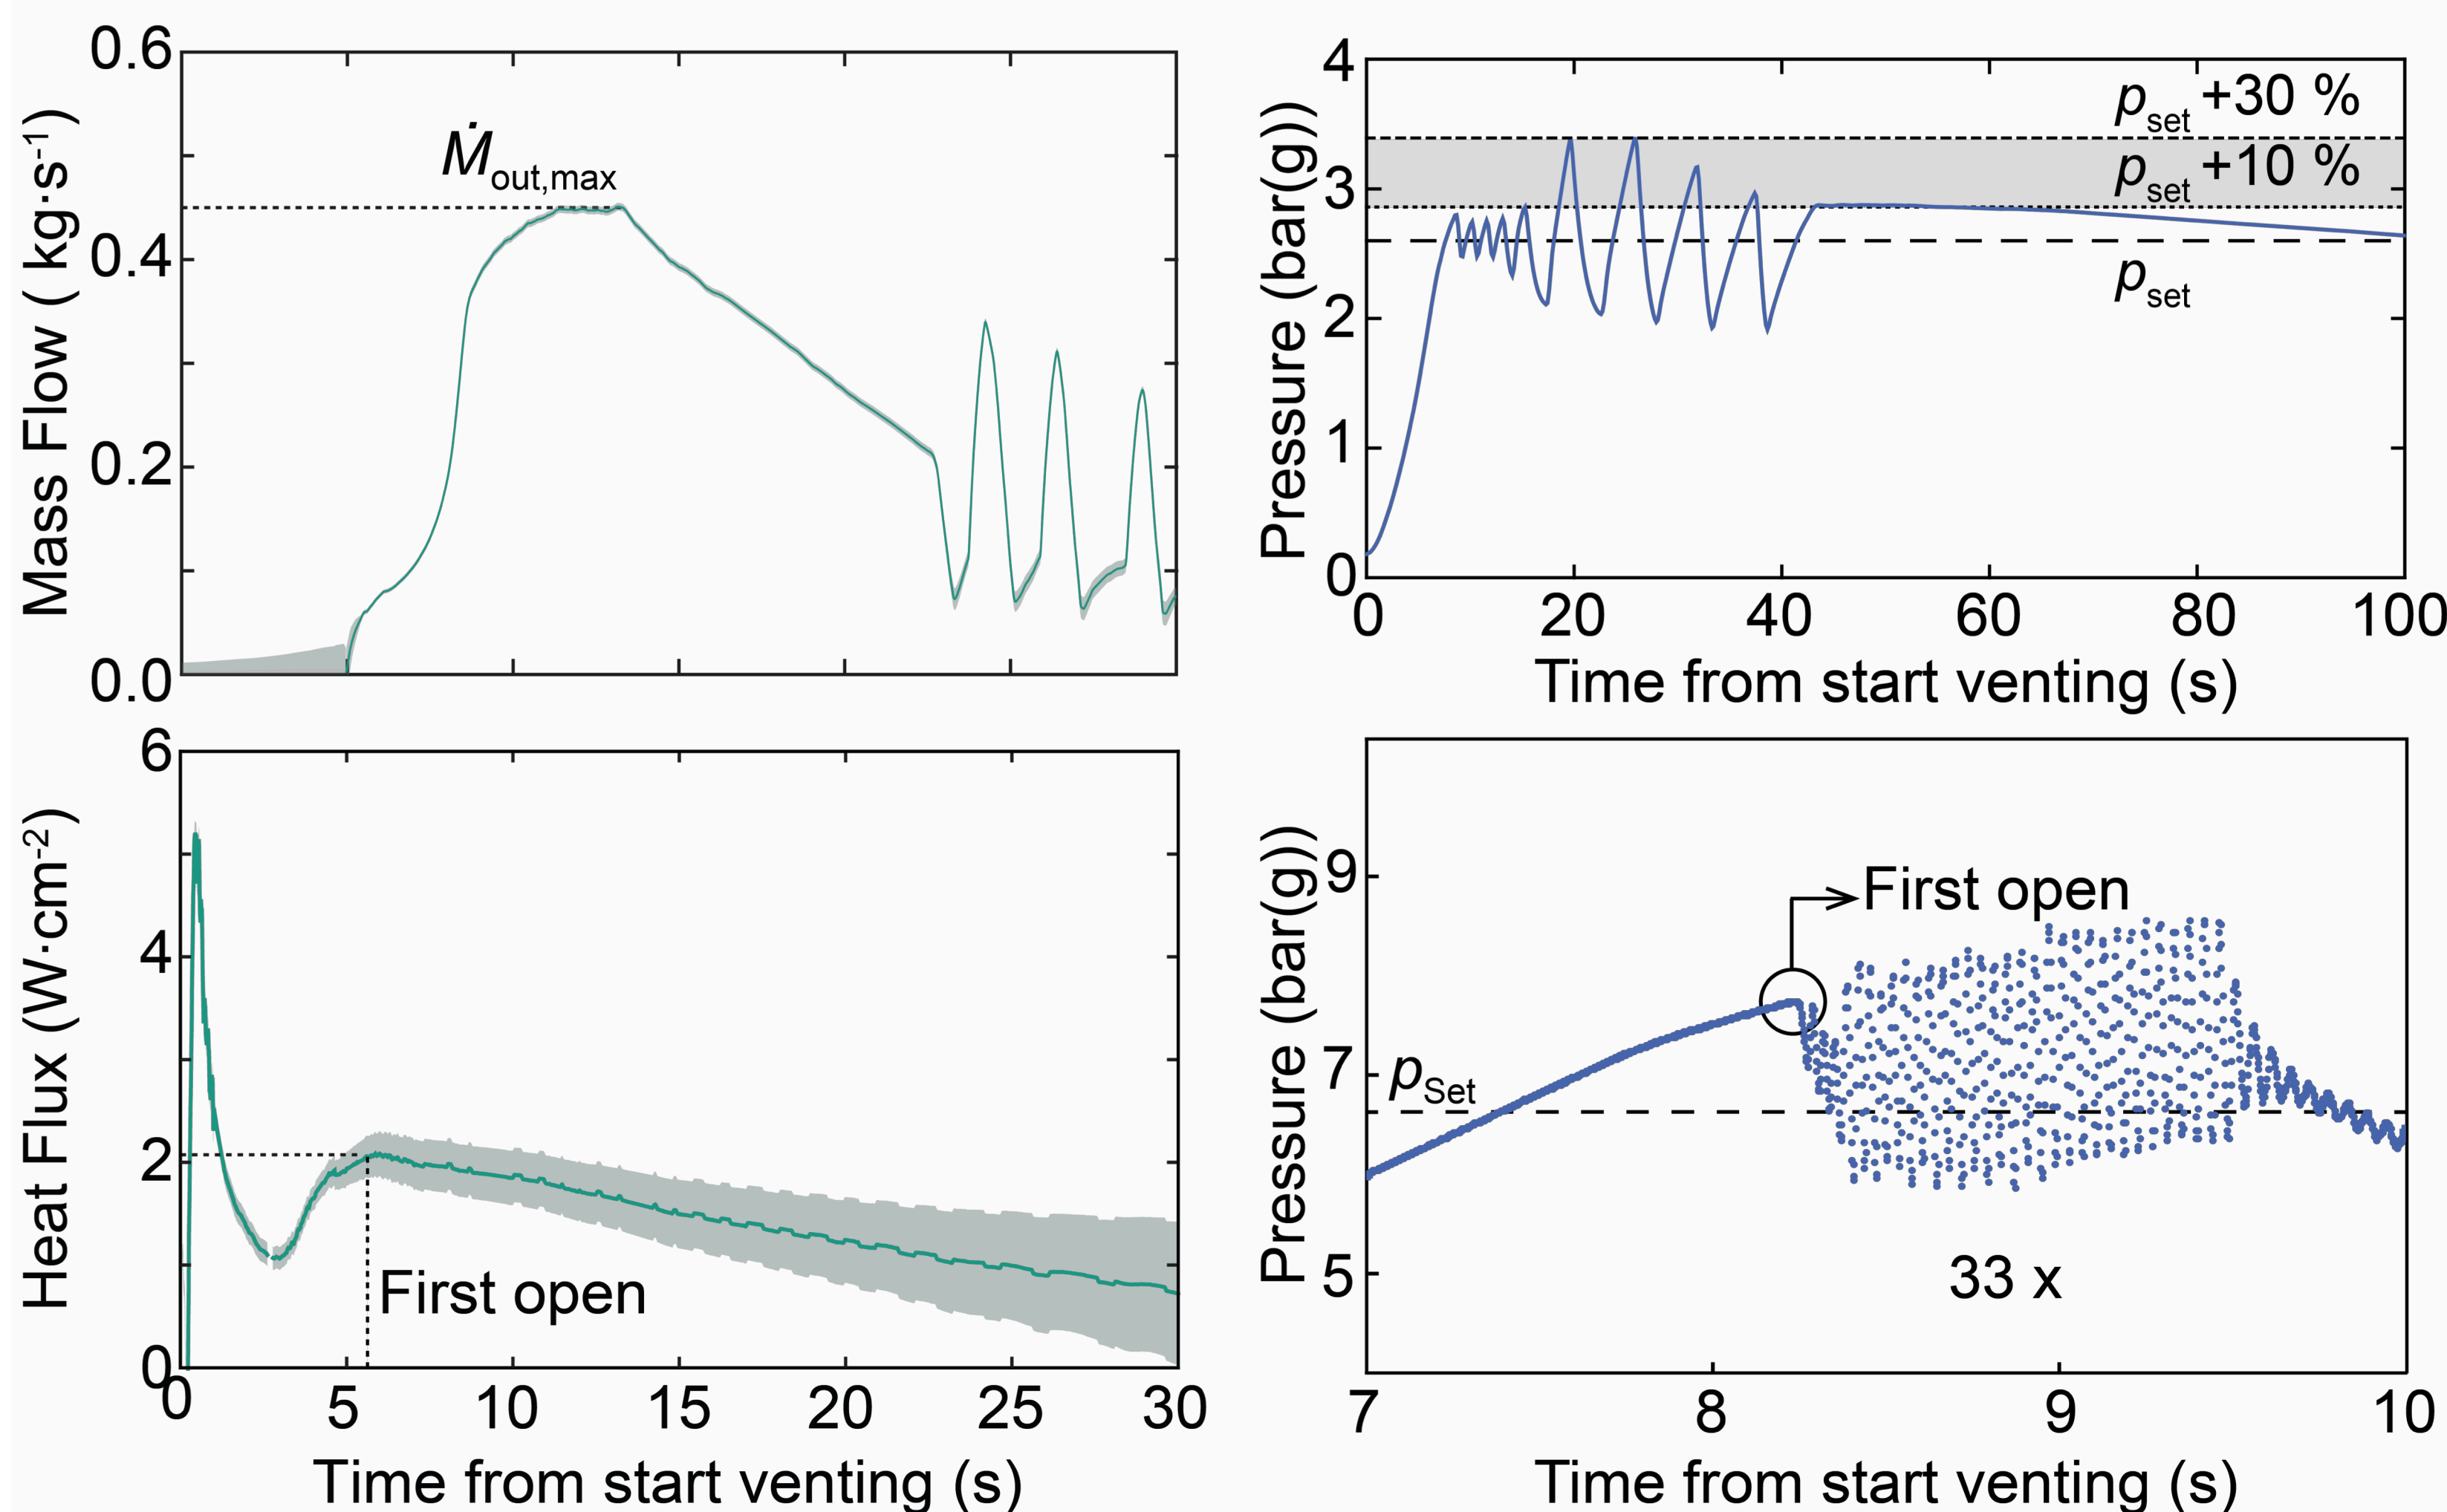 0.6
0.4
0.2
0.0
Mass Flow ( kg·s-1)
Ṁout,max
4
3
2
1
0
Pressure (bar(g))
pset +30 %
pset +10 %
pset
0 20 40 60 80 100
Time from start venting (s)
6
4
2
0
Heat Flux (W·cm-2)
First open
0 5 10 15 20 25 30
Time from start venting (s)
9
7
5
Pressure (bar(g))
First open
pSet
33 x
7 8 9 10
Time from start venting (s)